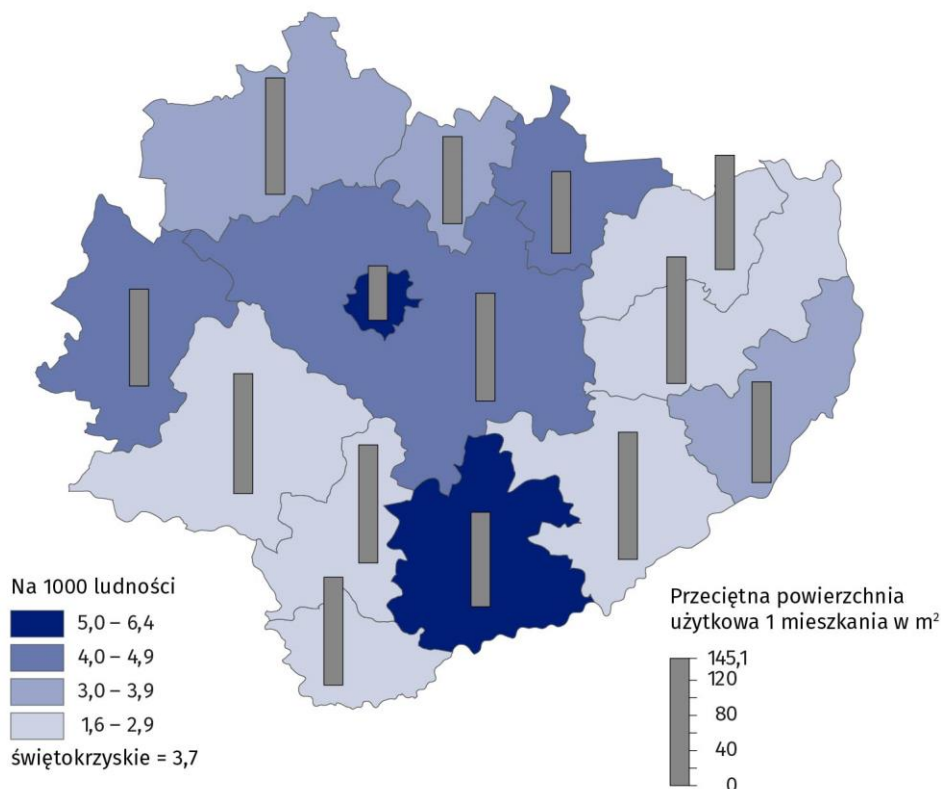 Na 1000 ludności
5,0 – 6,4
4,0 – 4,9
3,0 – 3,9
1,6 – 2,9
świętokrzyskie = 3,7
Przeciętna powierzchnia
użytkowa 1 mieszkania w m²
145,1
120
80
40
0